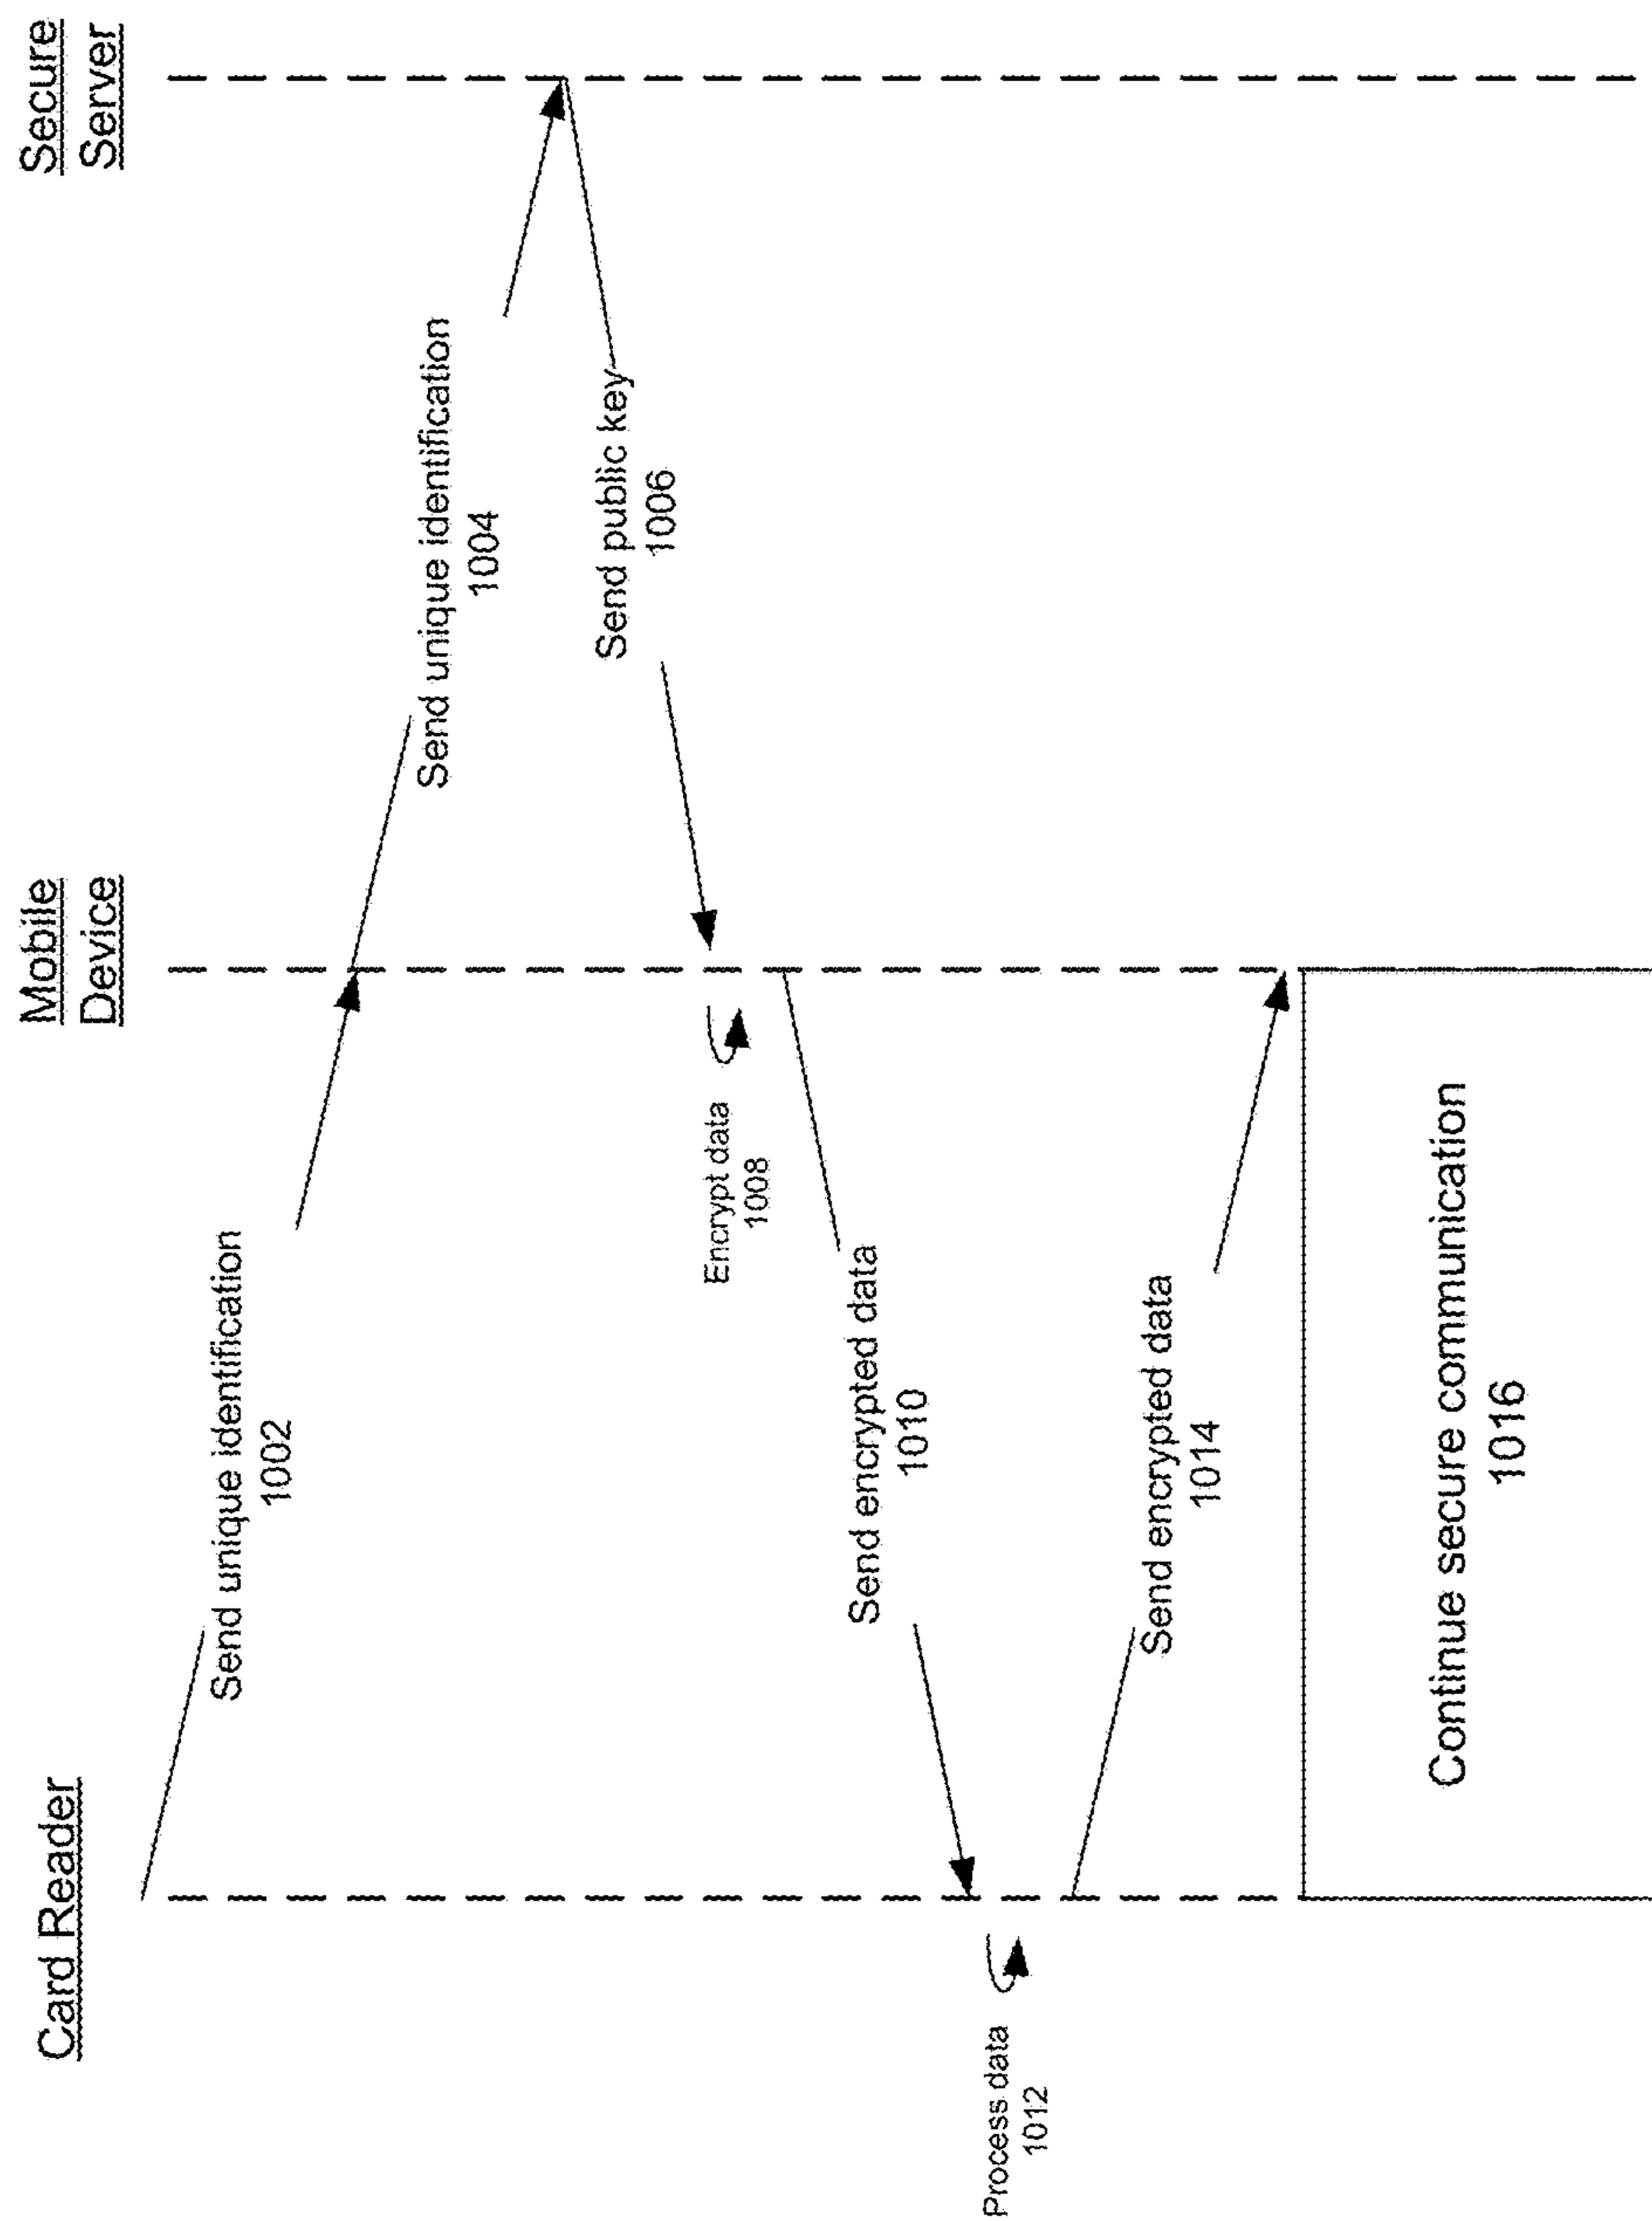 Card Reader
Mobile
Device
Secure
Server
Send unique identification
1002
Send unique identification
1004
Send public key
1006
Encrypt data
1008
Send encrypted data
1010
Process data
1012
Send encrypted data
1014
Continue secure communication
1016